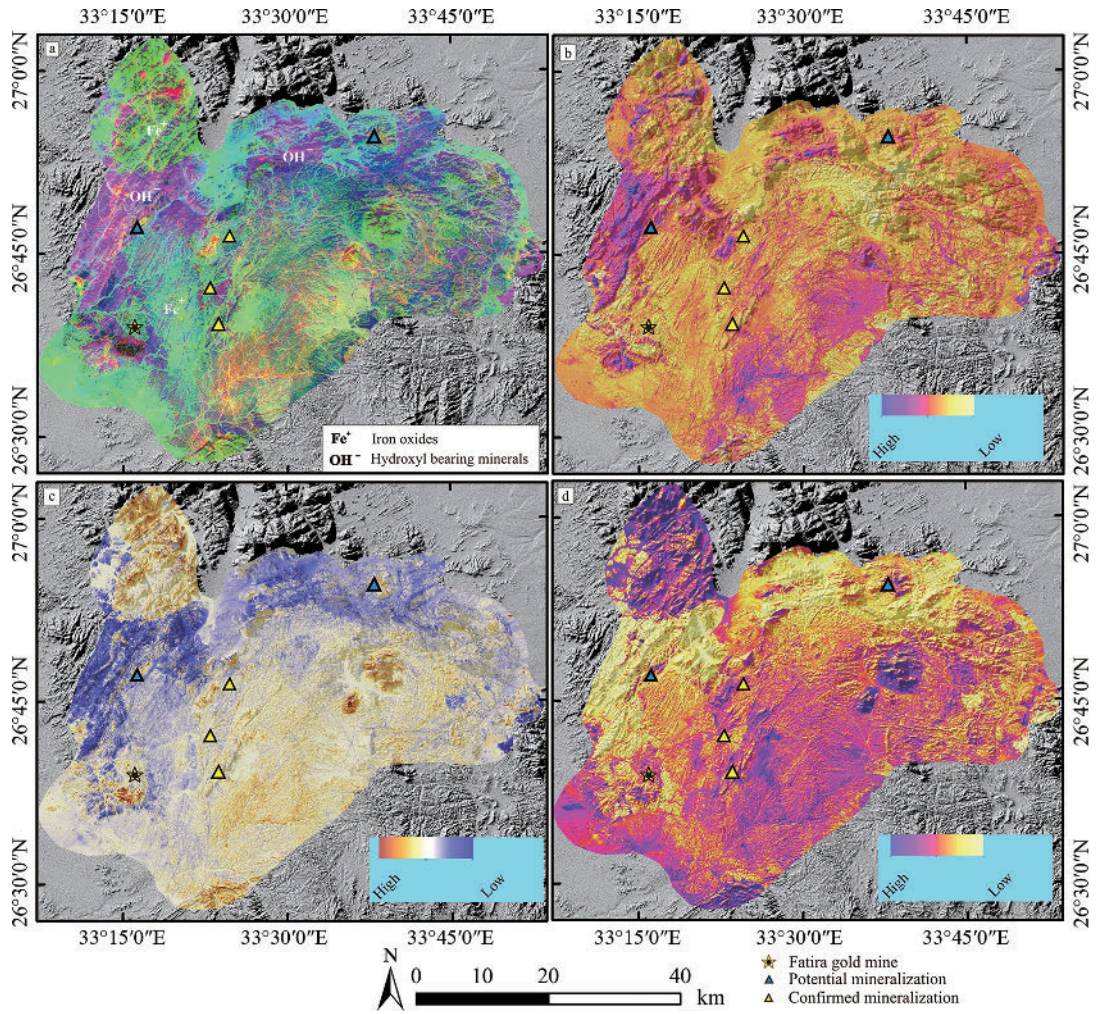 33°15'0"E 33°30'0"E 33°45'0"E 33°15'0"E 33°30'0"E 33°45'0"E
a
b
27°0'0"N
26°45'0"N
26°30'0"N
27°0'0"N
26°45'0"N
26°30'0"N
Fe+
OH
OH-
Fe+
Fe+ Iron oxides
OH- Hydroxyl bearing minerals
High
Low
c
d
27°0'0"N
26°45'0"N
26°30'0"N
27°0'0"N
26°45'0"N
26°30'0"N
High
Low
High
Low
33°15'0"E 33°30'0"E 33°45'0"E 33°15'0"E 33°30'0"E 33°45'0"E
N
0 10 20 40
km
Fatira gold mine
Potential mineralization
Confirmed mineralization